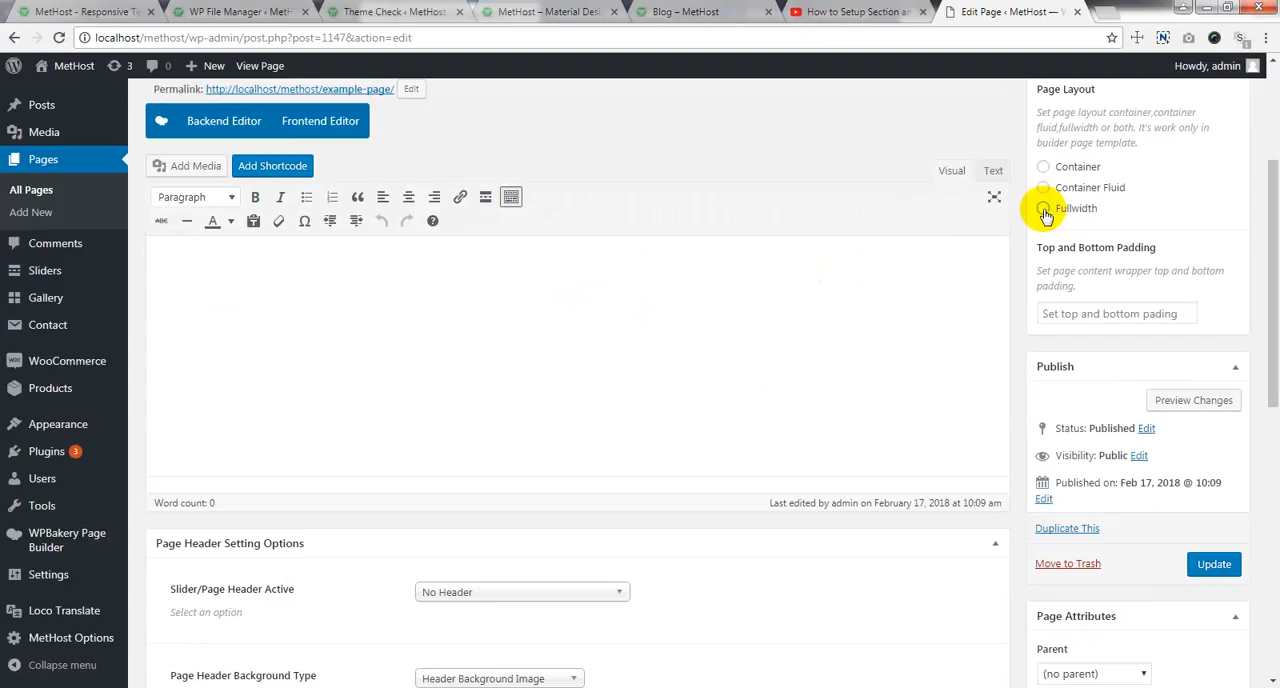 MetHost - Responsive Te
WP File Manager ‹ MetH
Theme Check ‹ MetHost
MetHost – Material Desi
Blog – MetHost
How to Setup Section an
Edit Page ‹ MetHost — V
localhost/methost/wp-admin/post.php?post=1147&action=edit
MetHost
3
0
New
View Page
Howdy, admin
Posts
Media
Pages
All Pages
Add New
Comments
Sliders
Gallery
Contact
WooCommerce
Products
Appearance
Plugins 3
Users
Tools
WPBakery Page
Builder
Settings
Loco Translate
MetHost Options
Collapse menu
Permalink: http://localhost/methost/example-page/ Edit
Backend Editor Frontend Editor
Add Media Add Shortcode
Visual Text
Paragraph
B I
ABC
A
Word count: 0
Last edited by admin on February 17, 2018 at 10:09 am
Page Header Setting Options
Slider/Page Header Active
No Header
Select an option
Page Header Background Type
Header Background Image
Page Layout
Set page layout container,container
fluid,fullwidth or both. It's work only in
builder page template.
Container
Container Fluid
Fullwidth
Top and Bottom Padding
Set page content wrapper top and bottom
padding.
Set top and bottom pading
Publish
Preview Changes
Status: Published Edit
Visibility: Public Edit
Published on: Feb 17, 2018 @ 10:09
Edit
Duplicate This
Move to Trash
Update
Page Attributes
Parent
(no parent)